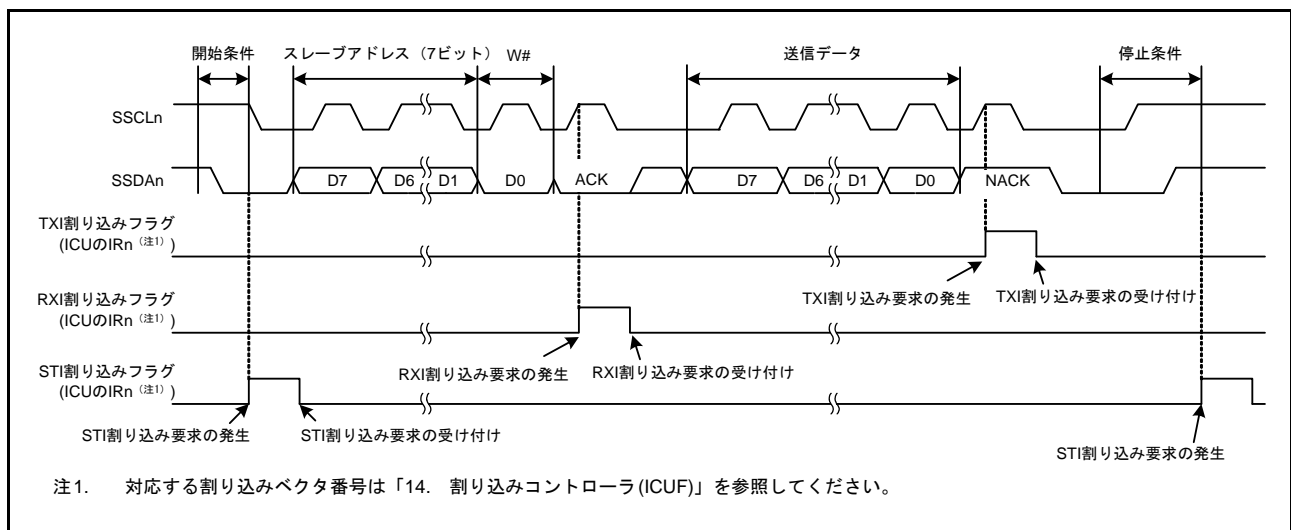 開始条件 スレーブアドレス (7ビット) W# 送信データ 停止条件
SSCLn
SSDAn D7 D6 D1 D0 ACK D7 D6 D1 D0 NACK
TXI割り込みフラグ
(ICUのIRn (注1) )
TXI割り込み要求の発生 TXI割り込み要求の受け付け
RXI割り込みフラグ
(ICUのIRn (注1) )
RXI割り込み要求の発生 RXI割り込み要求の受け付け
STI割り込みフラグ
(ICUのIRn (注1) )
STI割り込み要求の発生 STI割り込み要求の受け付け
STI割り込み要求の発生
注1. 対応する割り込みベクタ番号は「14. 割り込みコントローラ(ICUF)」を参照してください。